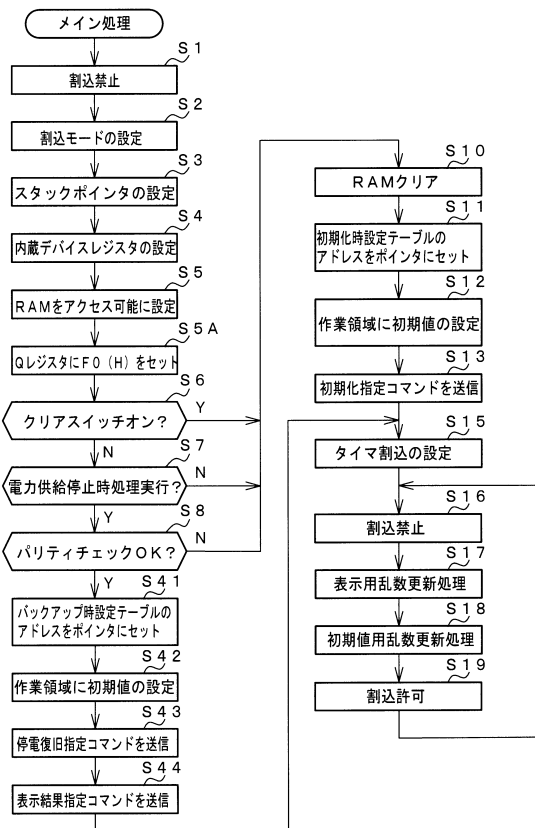 メイン処理
S1
割込禁止
S2
割込モードの設定
S3
スタックポインタの設定
S4
内蔵デバイスレジスタの設定
S5
RAMをアクセス可能に設定
S5A
QレジスタにF0(H)をセット
S6
クリアスイッチオン?
Y
N
S7
電力供給停止時処理実行?
N
Y
S8
パリティチェックOK?
N
Y
S41
バックアップ時設定テーブルの
アドレスをポインタにセット
S42
作業領域に初期値の設定
S43
停電復旧指定コマンドを送信
S44
表示結果指定コマンドを送信
S10
RAMクリア
S11
初期化時設定テーブルの
アドレスをポインタにセット
S12
作業領域に初期値の設定
S13
初期化指定コマンドを送信
S15
タイマ割込の設定
S16
割込禁止
S17
表示用乱数更新処理
S18
初期値用乱数更新処理
S19
割込許可